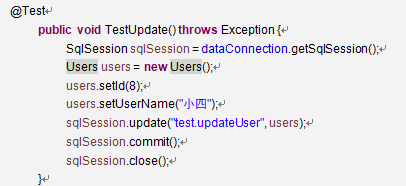 @Test
public void TestUpdate() throws Exception {
SqlSession sqlSession = dataConnection.getSqlSession();
Users users = new Users();
users.setId(8);
users.setUserName("小四");
sqlSession.update("test.updateUser", users);
sqlSession.commit();
sqlSession.close();
}